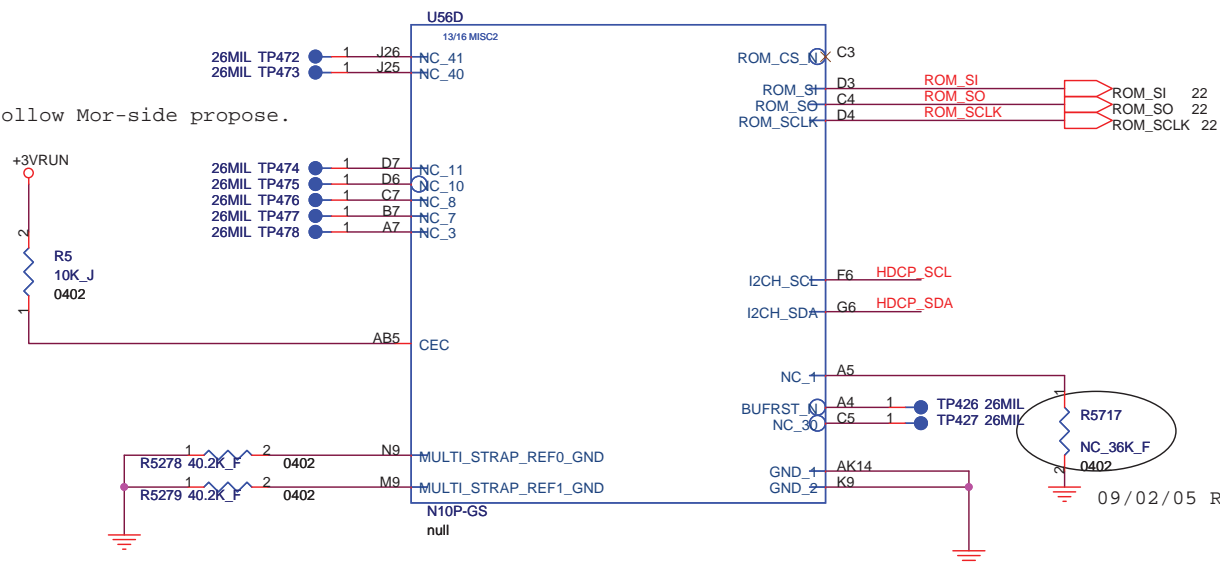 U56D
13/16 MISC2
26MIL TP472 1 J26 NC_41
26MIL TP473 1 J25 NC_40
ROM_CS_N C3
ROM_SI D3 ROM_SI ROM_SI 22
ROM_SO C4 ROM_SO ROM_SO 22
ROM_SCLK D4 ROM_SCLK ROM_SCLK 22
ollow Mor-side propose.
+3VRUN
26MIL TP474 1 D7 NC_11
26MIL TP475 1 D6 NC_10
26MIL TP476 1 C7 NC_8
26MIL TP477 1 B7 NC_7
26MIL TP478 1 A7 NC_3
2
R5
10K_J
0402
1
I2CH_SCL F6 HDCP_SCL
I2CH_SDA G6 HDCP_SDA
AB5 CEC
NC_1 A5
BUFRST_N A4 1 TP426 26MIL
NC_30 C5 1 TP427 26MIL
1
R5717
NC_36K_F
0402
2
1 2 N9 MULTI_STRAP_REF0_GND
R5278 40.2K_F 0402
1 2 M9 MULTI_STRAP_REF1_GND
R5279 40.2K_F 0402
GND_1 AK14
GND_2 K9
09/02/05 R
N10P-GS
null